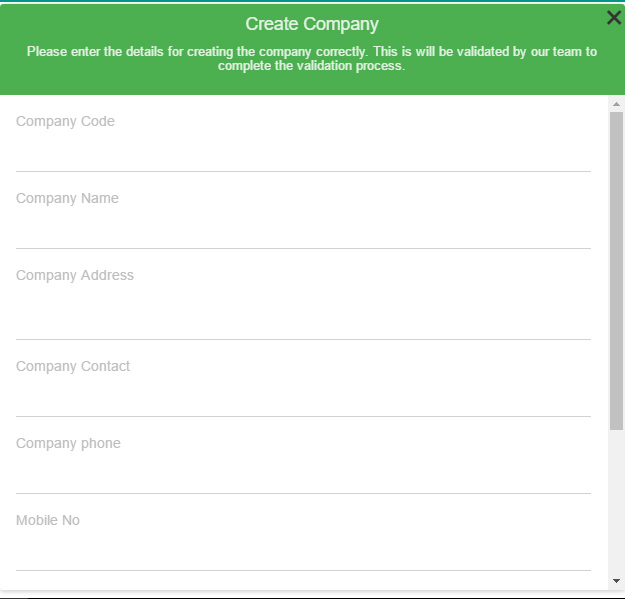 Create Company
Please enter the details for creating the company correctly. This is will be validated by our team to
complete the validation process.
Company Code
Company Name
Company Address
Company Contact
Company phone
Mobile No